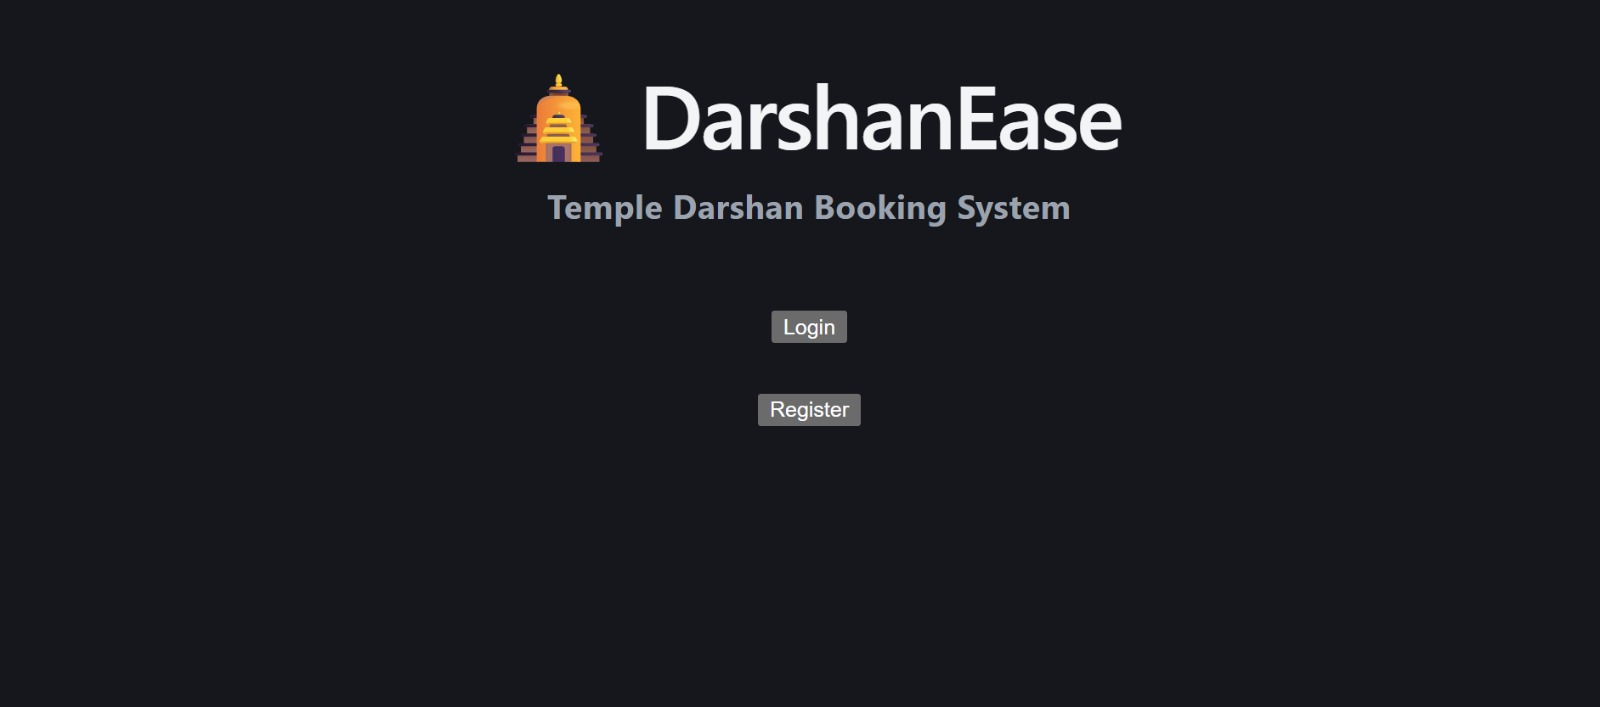 DarshanEase
Temple Darshan Booking System
Login
Register